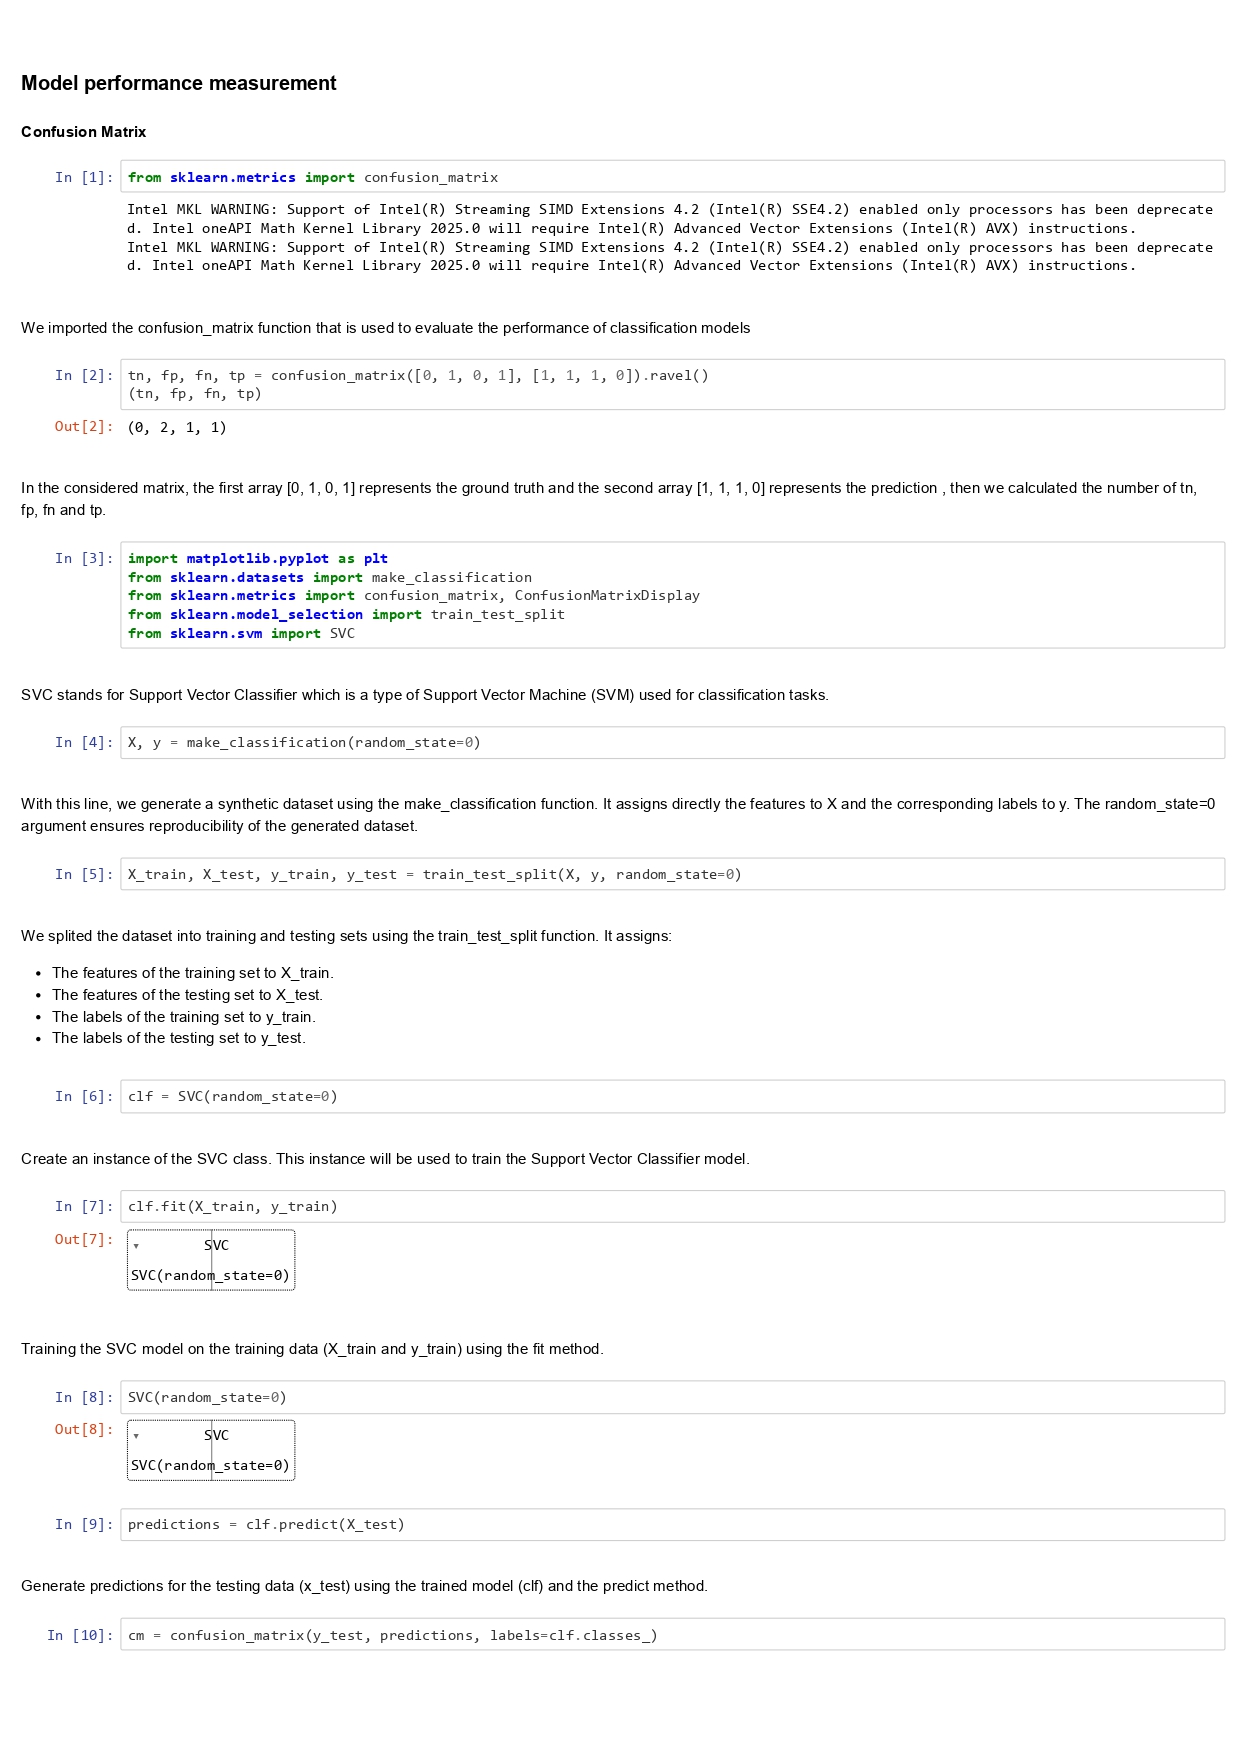 Model performance measurement
Confusion Matrix
In [1]: from sklearn.metrics import confusion_matrix
Intel MKL WARNING: Support of Intel(R) Streaming SIMD Extensions 4.2 (Intel(R) SSE4.2) enabled only processors has been deprecate
d. Intel oneAPI Math Kernel Library 2025.0 will require Intel(R) Advanced Vector Extensions (Intel(R) AVX) instructions.
Intel MKL WARNING: Support of Intel(R) Streaming SIMD Extensions 4.2 (Intel(R) SSE4.2) enabled only processors has been deprecate
d. Intel oneAPI Math Kernel Library 2025.0 will require Intel(R) Advanced Vector Extensions (Intel(R) AVX) instructions.
We imported the confusion_matrix function that is used to evaluate the performance of classification models
In [2]: tn, fp, fn, tp = confusion_matrix([0, 1, 0, 1], [1, 1, 1, 0]).ravel()
(tn, fp, fn, tp)
Out[2]: (0, 2, 1, 1)
In the considered matrix, the first array [0, 1, 0, 1] represents the ground truth and the second array [1, 1, 1, 0] represents the prediction , then we calculated the number of tn,
fp, fn and tp.
In [3]: import matplotlib.pyplot as plt
from sklearn.datasets import make_classification
from sklearn.metrics import confusion_matrix, ConfusionMatrixDisplay
from sklearn.model_selection import train_test_split
from sklearn.svm import SVC
SVC stands for Support Vector Classifier which is a type of Support Vector Machine (SVM) used for classification tasks.
In [4]: X, y = make_classification(random_state=0)
With this line, we generate a synthetic dataset using the make_classification function. It assigns directly the features to X and the corresponding labels to y. The random_state=0
argument ensures reproducibility of the generated dataset.
In [5]: X_train, X_test, y_train, y_test = train_test_split(X, y, random_state=0)
We splited the dataset into training and testing sets using the train_test_split function. It assigns:
• The features of the training set to X_train.
• The features of the testing set to X_test.
• The labels of the training set to y_train.
• The labels of the testing set to y_test.
In [6]: clf = SVC(random_state=0)
Create an instance of the SVC class. This instance will be used to train the Support Vector Classifier model.
In [7]: clf.fit(X_train, y_train)
Out[7]: ▾ SVC
SVC(random_state=0)
Training the SVC model on the training data (X_train and y_train) using the fit method.
In [8]: SVC(random_state=0)
Out[8]: ▾ SVC
SVC(random_state=0)
In [9]: predictions = clf.predict(X_test)
Generate predictions for the testing data (x_test) using the trained model (clf) and the predict method.
In [10]: cm = confusion_matrix(y_test, predictions, labels=clf.classes_)